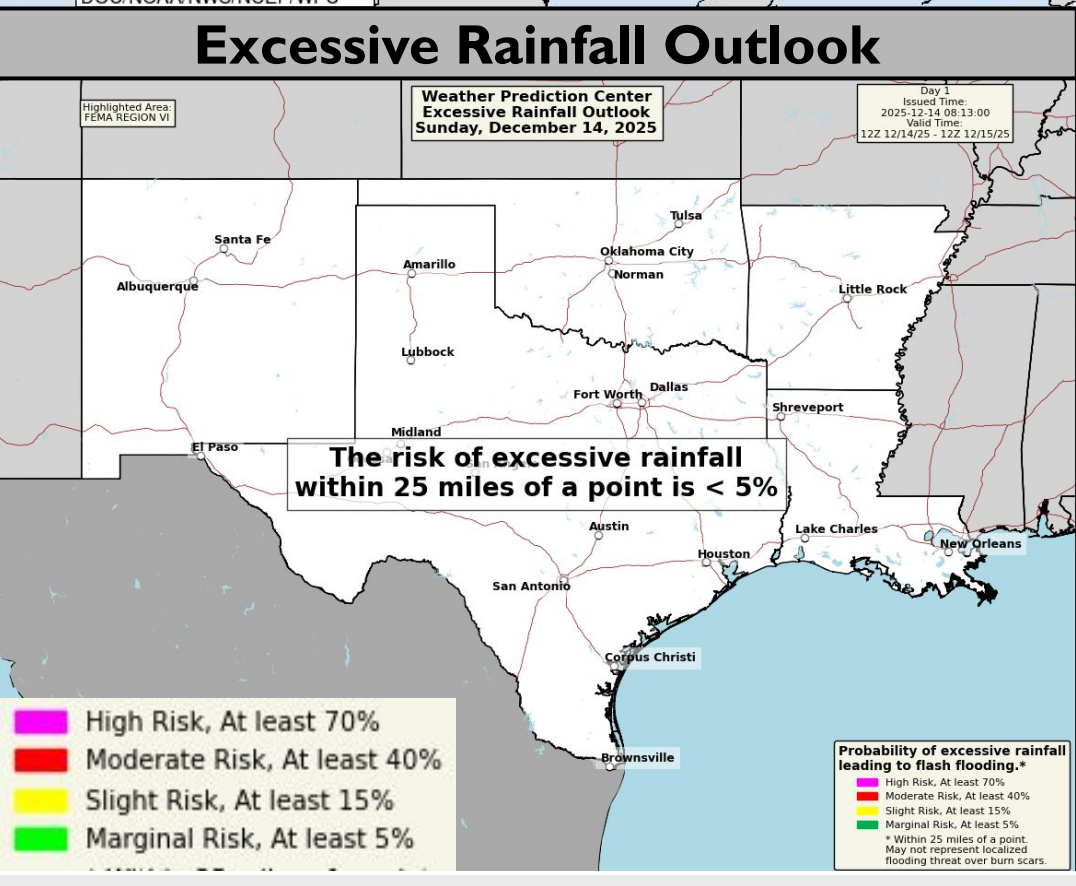 DOC/NOAA/NWS/NCEP/WPC
Excessive Rainfall Outlook
Highlighted Area:
FEMA REGION VI
Weather Prediction Center
Excessive Rainfall Outlook
Sunday, December 14, 2025
Day 1
Issued Time:
2025-12-14 08:13:00
Valid Time:
12Z 12/14/25 - 12Z 12/15/25
Tulsa
Santa Fe
Oklahoma City
Amarillo
Norman
Albuquerque
Little Rock
Lubbock
Fort Worth
Dallas
Shreveport
Midland
El Paso
The risk of excessive rainfall
within 25 miles of a point is < 5%
Austin
Lake Charles
New Orleans
Houston
San Antonio
Corpus Christi
Brownsville
High Risk, At least 70%
Moderate Risk, At least 40%
Slight Risk, At least 15%
Marginal Risk, At least 5%
Probability of excessive rainfall
leading to flash flooding.*
High Risk, At least 70%
Moderate Risk, At least 40%
Slight Risk, At least 15%
Marginal Risk, At least 5%
* Within 25 miles of a point.
May not represent localized
flooding threat over burn scars.